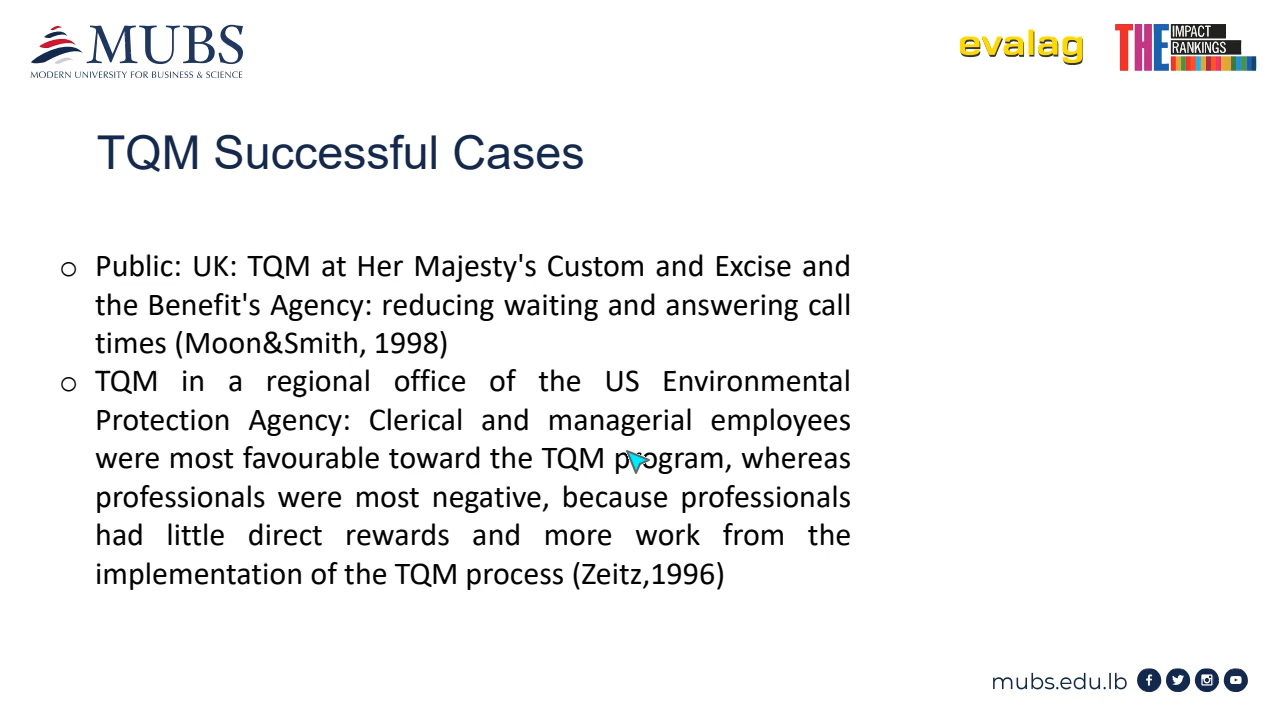 MUBS
MODERN UNIVERSITY FOR BUSINESS & SCIENCE
evalag
THE IMPACT
RANKINGS
TQM Successful Cases
o Public: UK: TQM at Her Majesty's Custom and Excise and
the Benefit's Agency: reducing waiting and answering call
times (Moon&Smith, 1998)
o TQM in a regional office of the US Environmental
Protection Agency: Clerical and managerial employees
were most favourable toward the TQM program, whereas
professionals were most negative, because professionals
had little direct rewards and more work from the
implementation of the TQM process (Zeitz,1996)
mubs.edu.lb